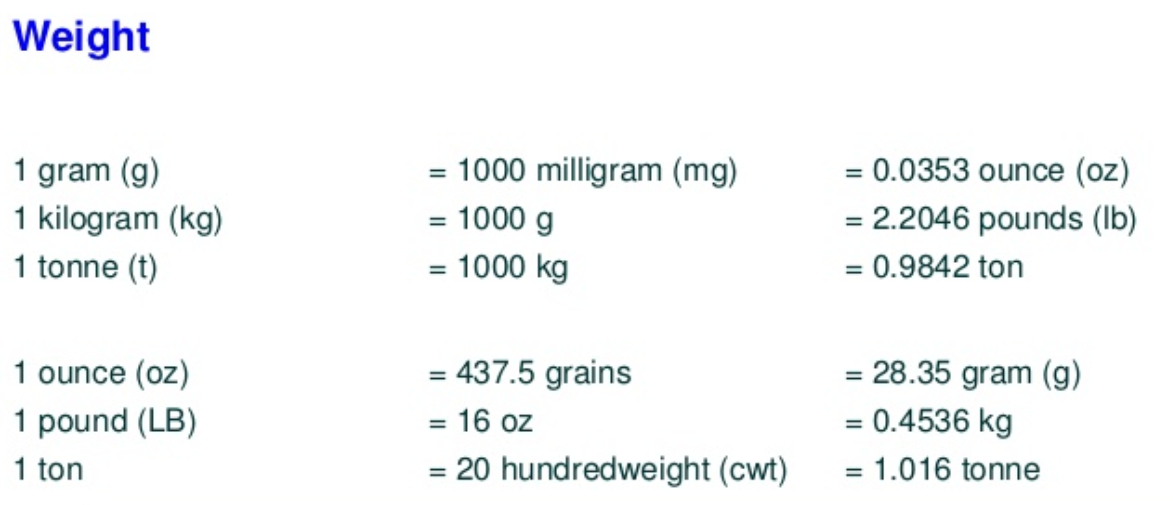 Weight
1 gram (g) = 1000 milligram (mg) = 0.0353 ounce (oz)
1 kilogram (kg) = 1000 g = 2.2046 pounds (lb)
1 tonne (t) = 1000 kg = 0.9842 ton
1 ounce (oz) = 437.5 grains = 28.35 gram (g)
1 pound (LB) = 16 oz = 0.4536 kg
1 ton = 20 hundredweight (cwt) = 1.016 tonne